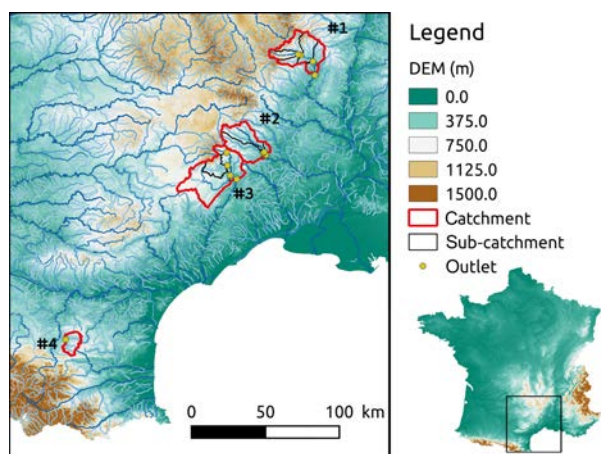 #1
#2
#3
#4
0 50 100 km
Legend
DEM (m)
0.0
375.0
750.0
1125.0
1500.0
Catchment
Sub-catchment
Outlet